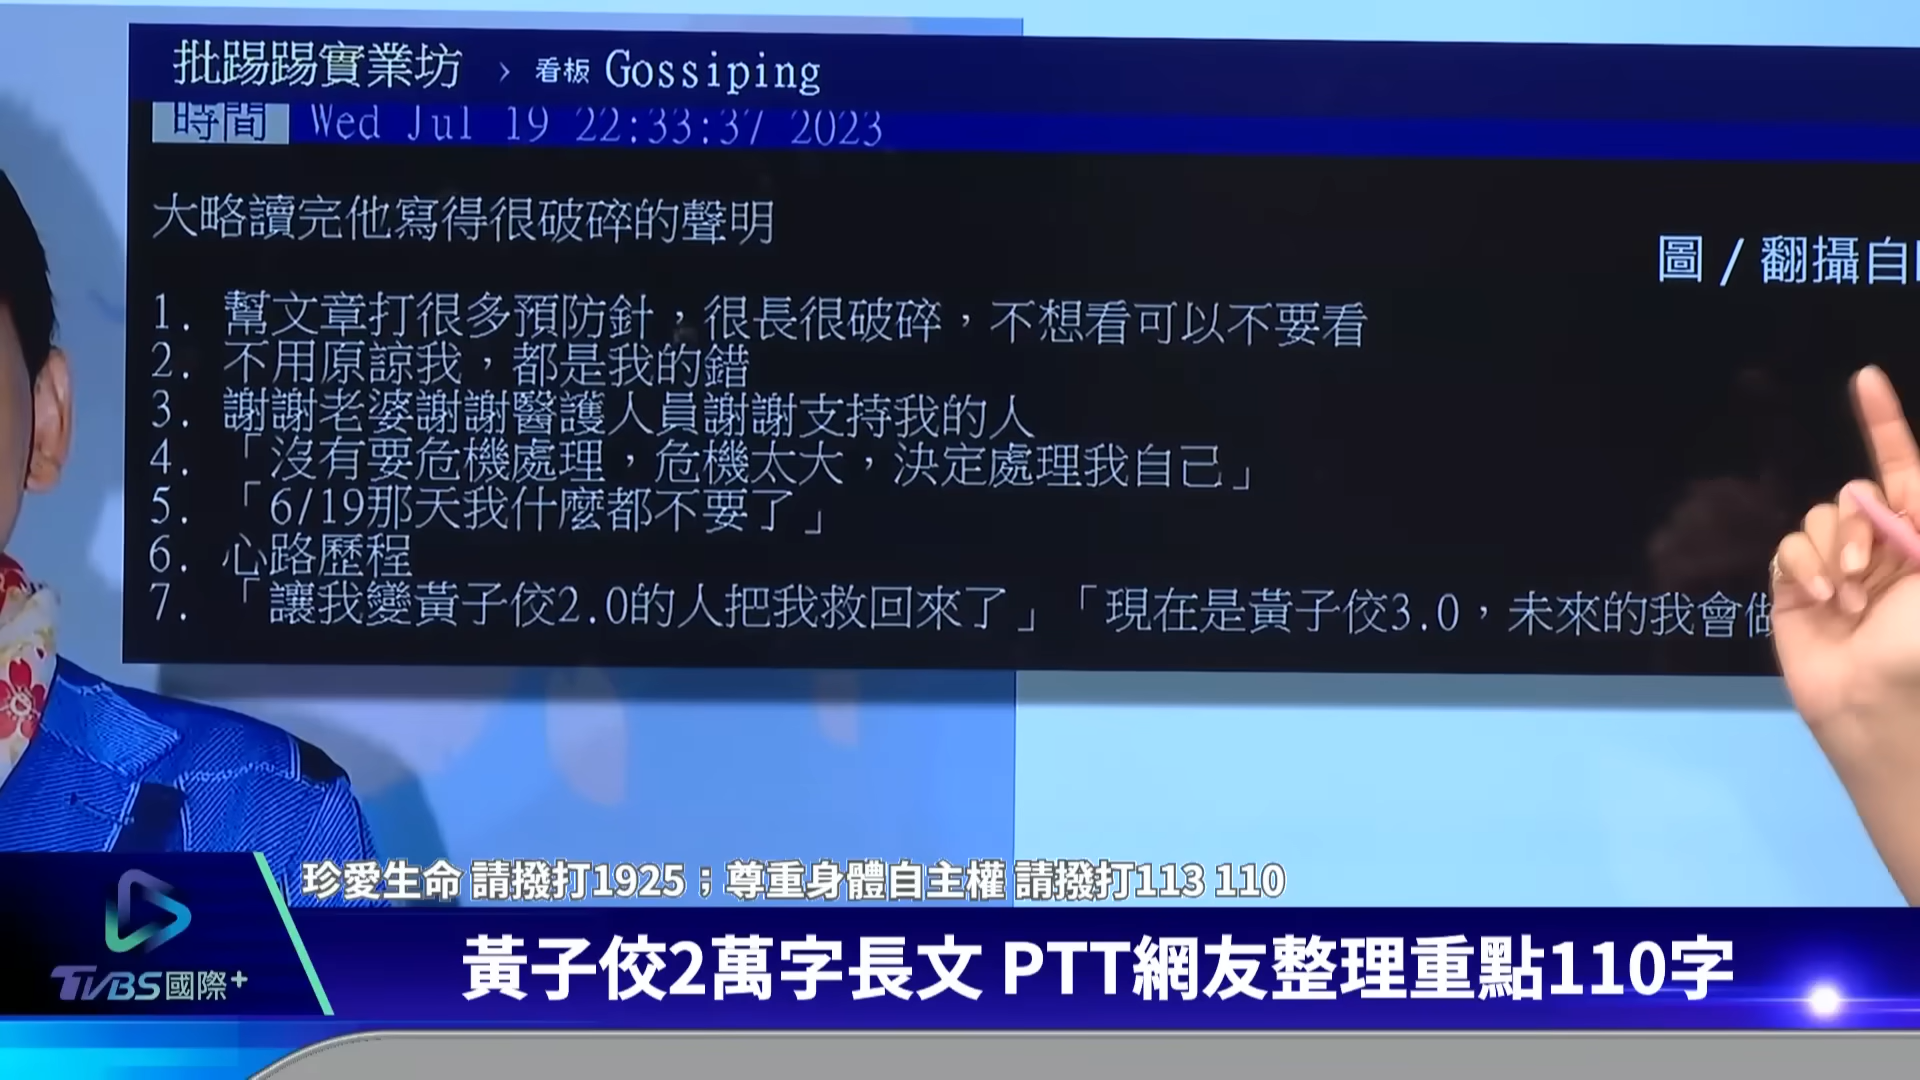 批踢踢實業坊 › 看板 Gossiping
時間 Wed Jul 19 22:33:37 2023
大略讀完他寫得很破碎的聲明
圖/翻攝自
1. 幫文章打很多預防針，很長很破碎，不想看可以不要看
2. 不用原諒我，都是我的錯
3. 謝謝老婆謝謝醫護人員謝謝支持我的人
4. 「沒有要危機處理，危機太大，決定處理我自己」
5. 「6/19那天我什麼都不要了」
6. 心路歷程
7. 「讓我變黃子佼2.0的人把我救回來了」「現在是黃子佼3.0，未來的我會
珍愛生命 請撥打1925；尊重身體自主權 請撥打113 110
黃子佼2萬字長文 PTT網友整理重點110字
TVBS國際+